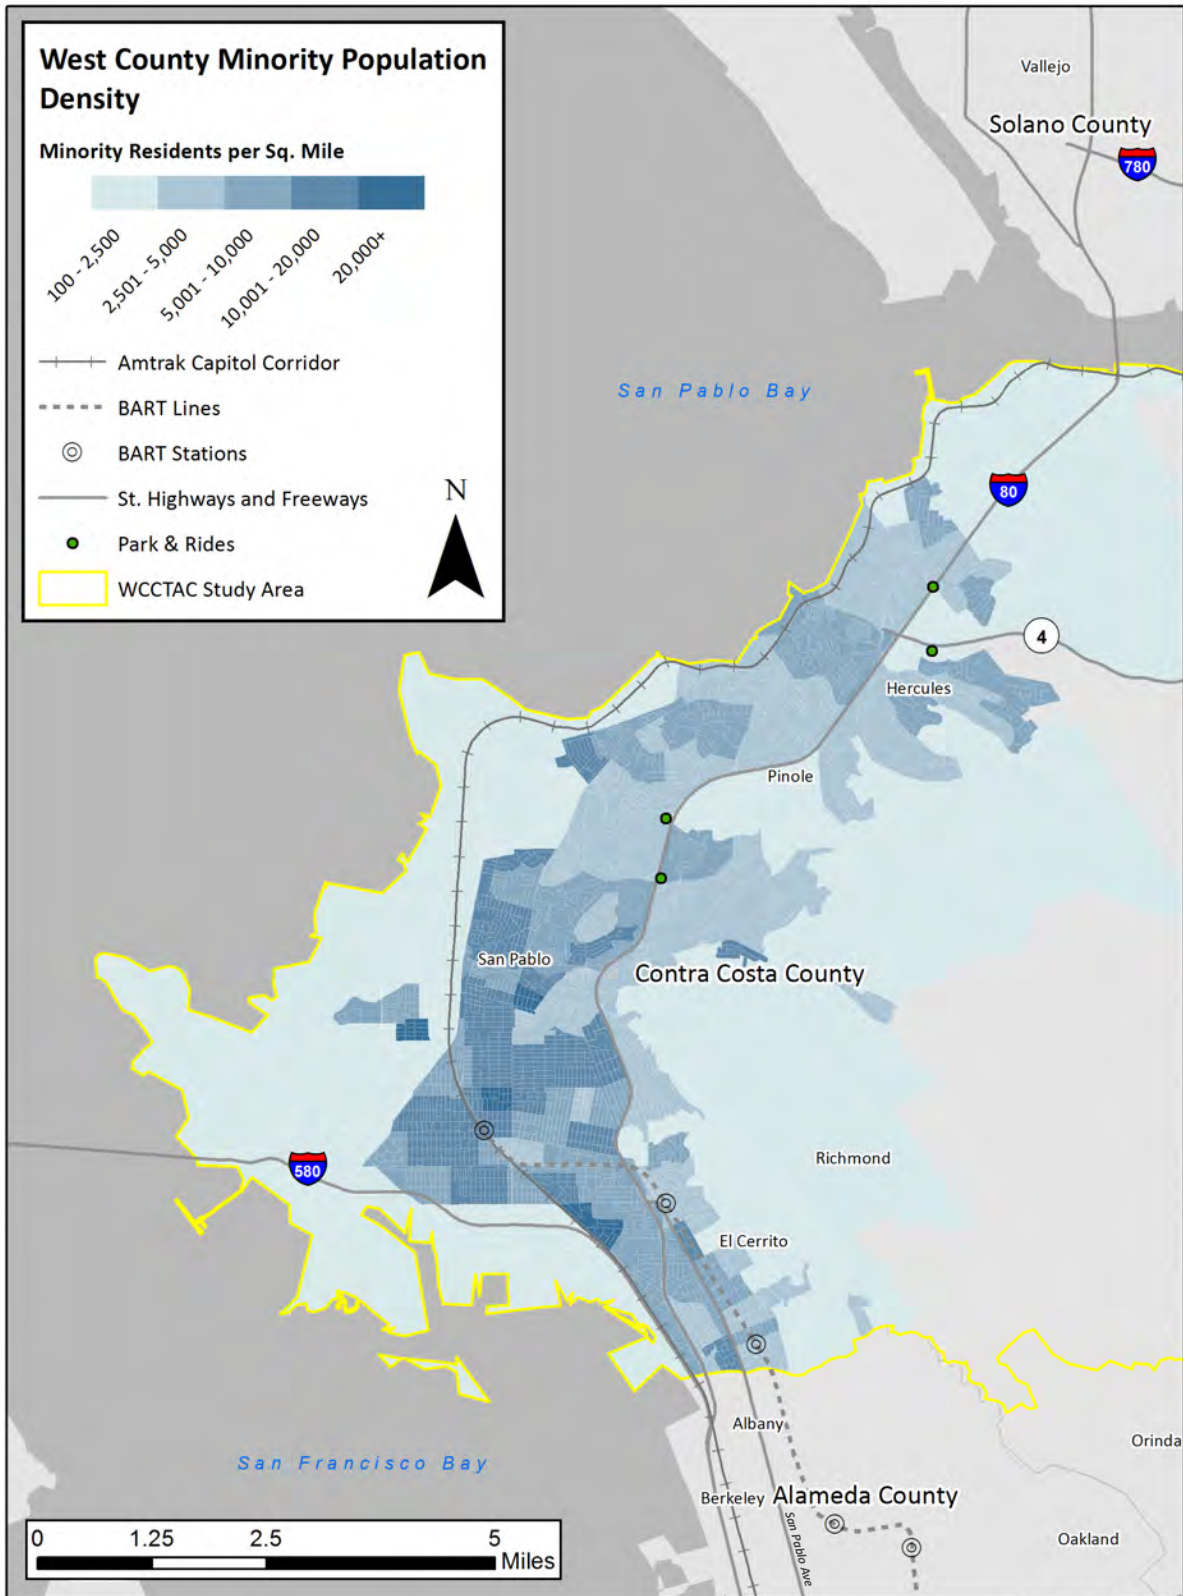 West County Minority Population
Density
Minority Residents per Sq. Mile
100 - 2,500
2,501 - 5,000
5,001 - 10,000
10,001 - 20,000
20,000+
Amtrak Capitol Corridor
BART Lines
BART Stations
St. Highways and Freeways
Park & Rides
WCCTAC Study Area
N
Vallejo
Solano County
780
San Pablo Bay
80
4
Hercules
Pinole
San Pablo
Contra Costa County
Richmond
580
El Cerrito
Albany
Orinda
San Francisco Bay
Berkeley
Alameda County
San Pablo Ave
Oakland
0 1.25 2.5 5
Miles